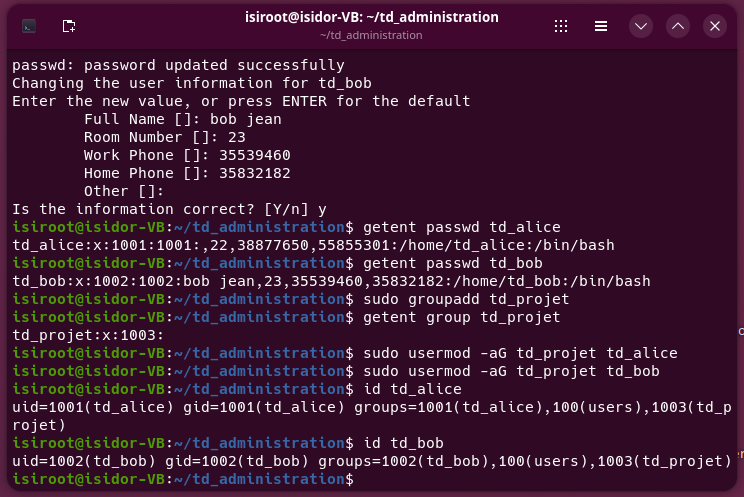 isiroot@isidor-VB: ~/td_administration
~/td_administration
passwd: password updated successfully
Changing the user information for td_bob
Enter the new value, or press ENTER for the default
        Full Name []: bob jean
        Room Number []: 23
        Work Phone []: 35539460
        Home Phone []: 35832182
        Other []:
Is the information correct? [Y/n] y
isiroot@isidor-VB:~/td_administration$ getent passwd td_alice
td_alice:x:1001:1001:,22,38877650,55855301:/home/td_alice:/bin/bash
isiroot@isidor-VB:~/td_administration$ getent passwd td_bob
td_bob:x:1002:1002:bob jean,23,35539460,35832182:/home/td_bob:/bin/bash
isiroot@isidor-VB:~/td_administration$ sudo groupadd td_projet
isiroot@isidor-VB:~/td_administration$ getent group td_projet
td_projet:x:1003:
isiroot@isidor-VB:~/td_administration$ sudo usermod -aG td_projet td_alice
isiroot@isidor-VB:~/td_administration$ sudo usermod -aG td_projet td_bob
isiroot@isidor-VB:~/td_administration$ id td_alice
uid=1001(td_alice) gid=1001(td_alice) groups=1001(td_alice),100(users),1003(td_p
rojet)
isiroot@isidor-VB:~/td_administration$ id td_bob
uid=1002(td_bob) gid=1002(td_bob) groups=1002(td_bob),100(users),1003(td_projet)
isiroot@isidor-VB:~/td_administration$